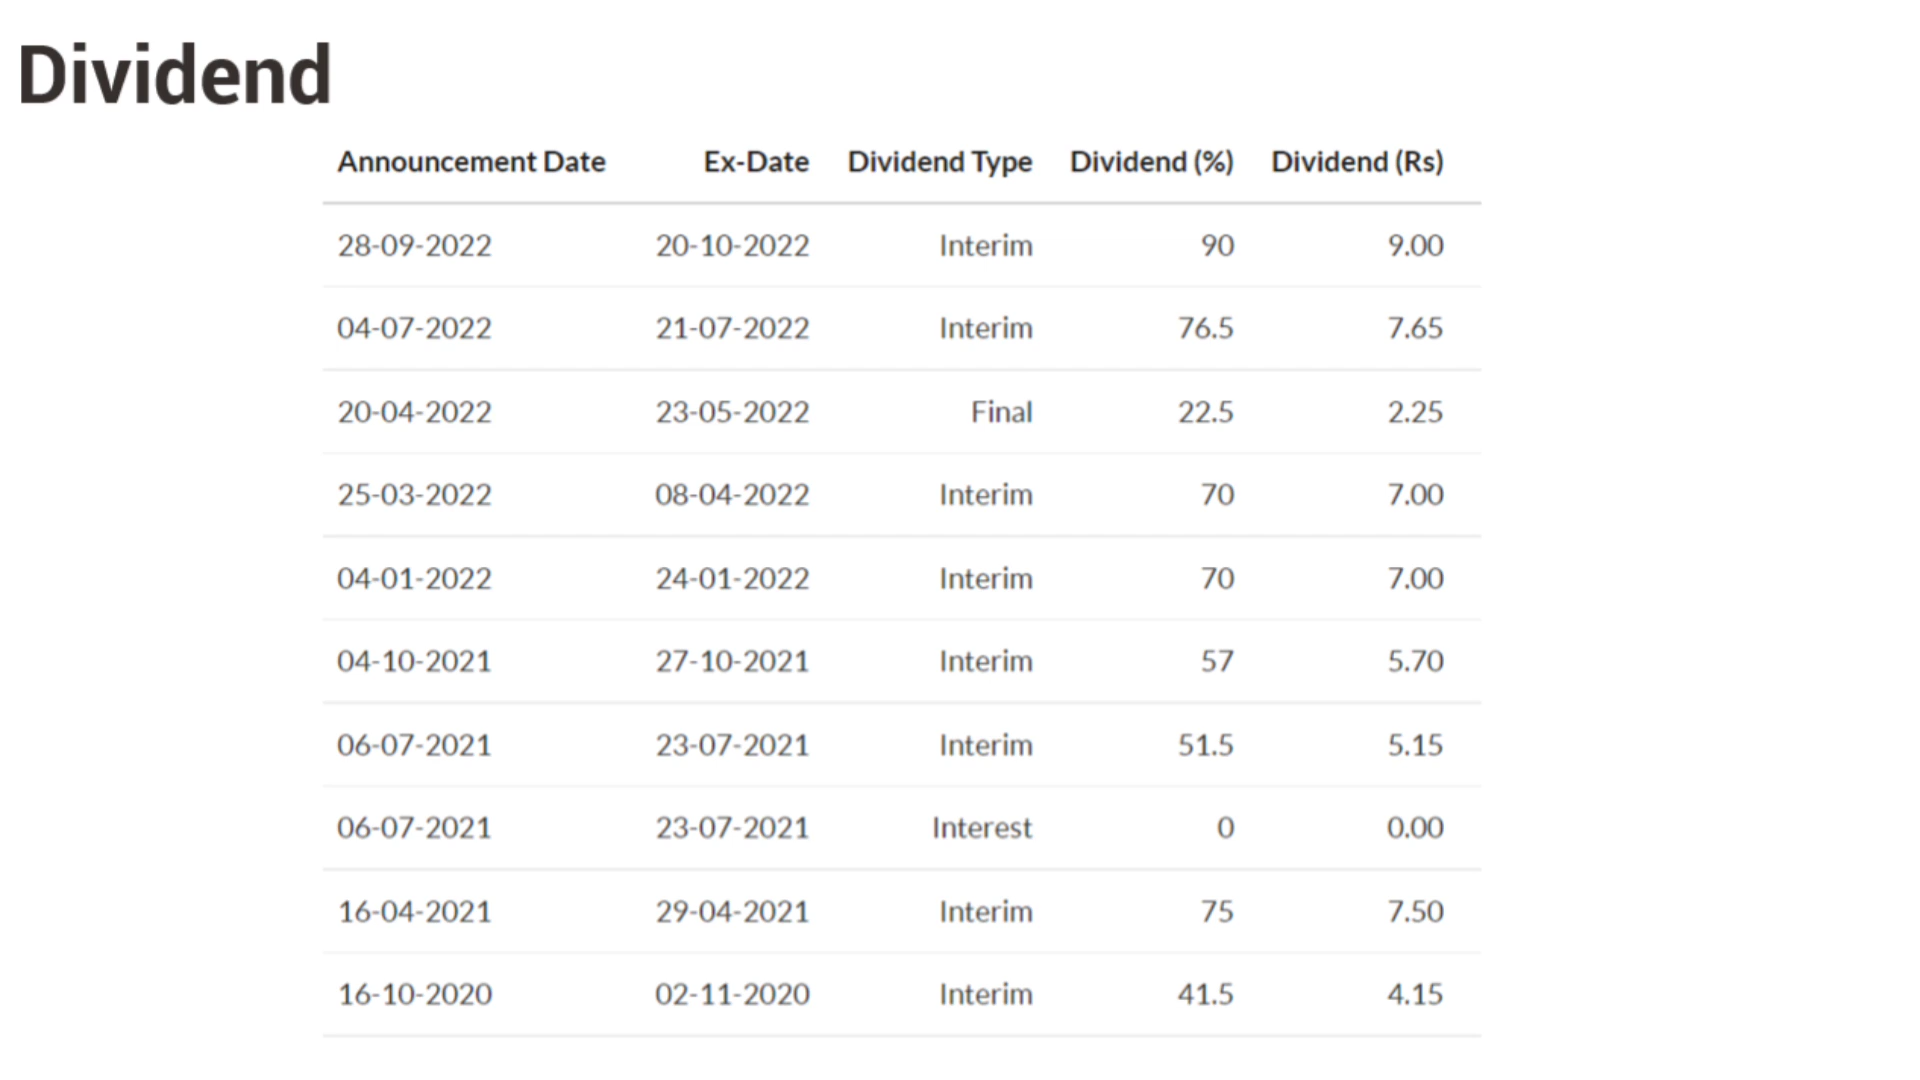 Dividend
Announcement Date Ex-Date Dividend Type Dividend (%) Dividend (Rs)
28-09-2022 20-10-2022 Interim 90 9.00
04-07-2022 21-07-2022 Interim 76.5 7.65
20-04-2022 23-05-2022 Final 22.5 2.25
25-03-2022 08-04-2022 Interim 70 7.00
04-01-2022 24-01-2022 Interim 70 7.00
04-10-2021 27-10-2021 Interim 57 5.70
06-07-2021 23-07-2021 Interim 51.5 5.15
06-07-2021 23-07-2021 Interest 0 0.00
16-04-2021 29-04-2021 Interim 75 7.50
16-10-2020 02-11-2020 Interim 41.5 4.15